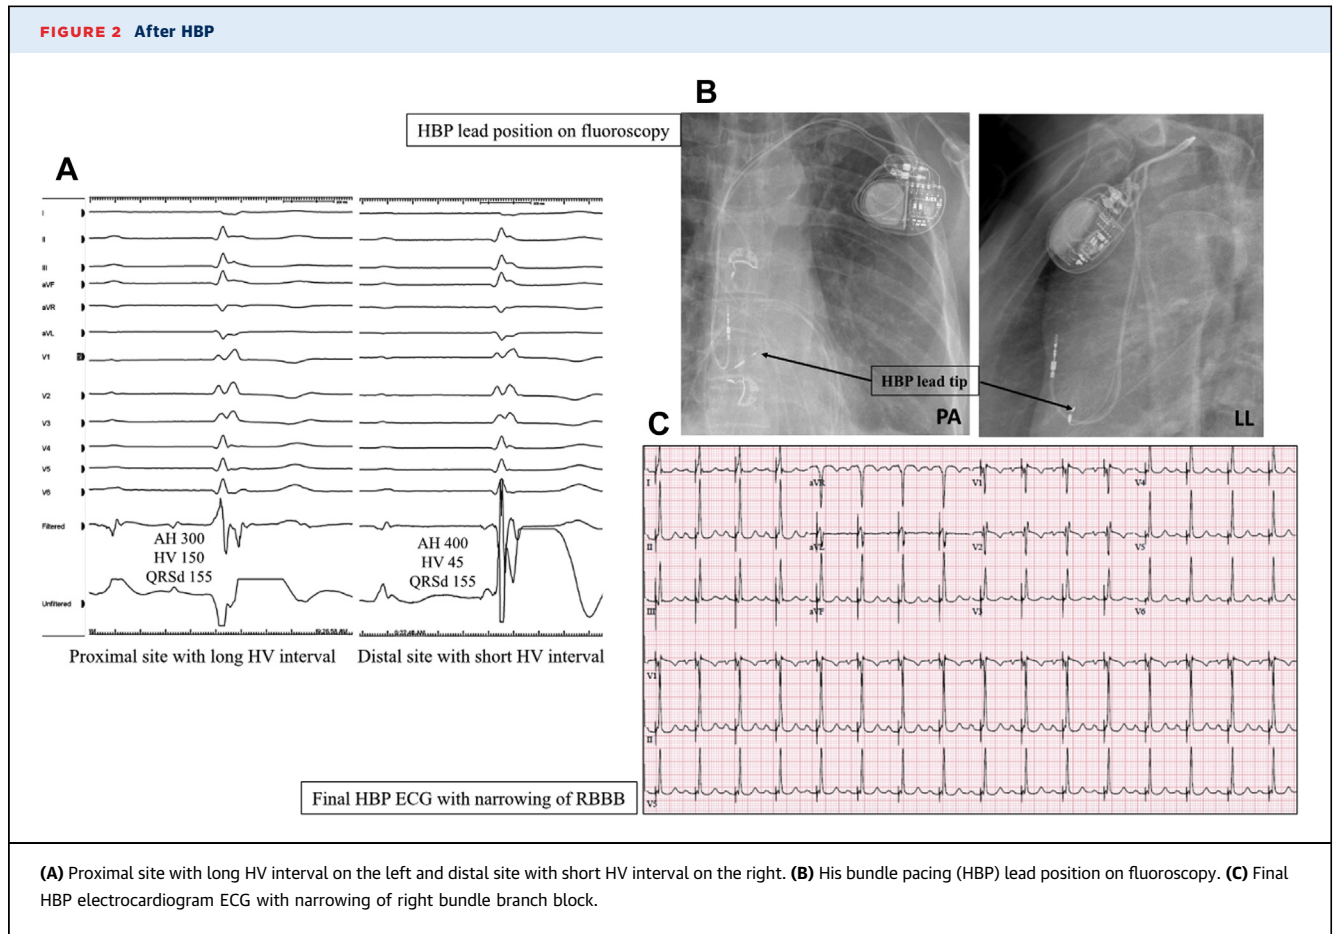 FIGURE 2 After HBP
B
HBP lead position on fluoroscopy
HBP lead tip
PA
LL
A
I
II
III
aVF
aVR
aVL
V1
V2
V3
V4
V5
V6
Filtered
Unfiltered
AH 300
HV 150
QRSd 155
AH 400
HV 45
QRSd 155
Proximal site with long HV interval
Distal site with short HV interval
C
I
aVR
V1
V4
II
aVL
V2
V5
III
aVF
V3
V6
V1
II
V5
Final HBP ECG with narrowing of RBBB
(A) Proximal site with long HV interval on the left and distal site with short HV interval on the right. (B) His bundle pacing (HBP) lead position on fluoroscopy. (C) Final
HBP electrocardiogram ECG with narrowing of right bundle branch block.